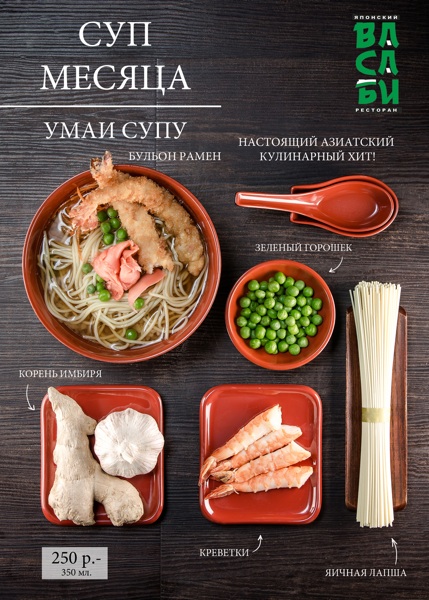 СУП
МЕСЯЦА
УМАИ СУПУ
ЯПОНСКИЙ
ВА
СА
БИ
РЕСТОРАН
БУЛЬОН РАМЕН
НАСТОЯЩИЙ АЗИАТСКИЙ
КУЛИНАРНЫЙ ХИТ!
ЗЕЛЕНЫЙ ГОРОШЕК
КОРЕНЬ ИМБИРЯ
КРЕВЕТКИ
ЯИЧНАЯ ЛАПША
250 р.-
350 мл.